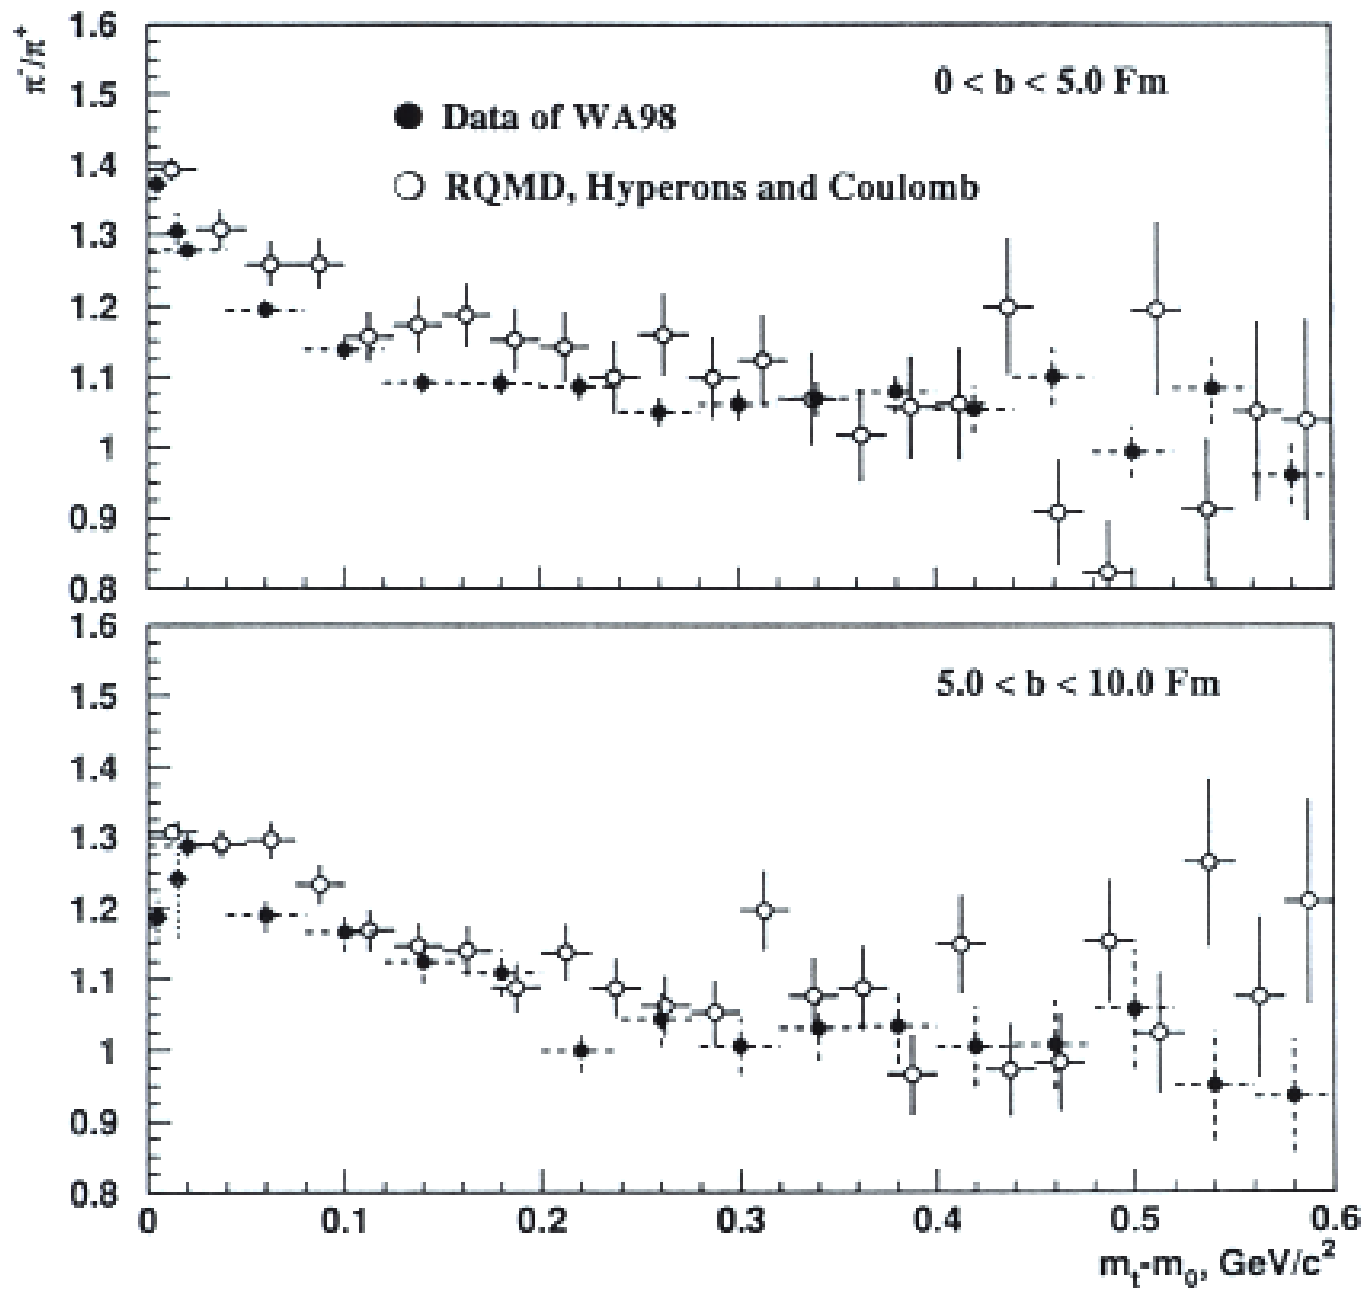 π⁻/π⁺
1.6
0 < b < 5.0 Fm
1.5
Data of WA98
1.4
RQMD, Hyperons and Coulomb
1.3
1.2
1.1
1
0.9
0.8
1.6
5.0 < b < 10.0 Fm
1.5
1.4
1.3
1.2
1.1
1
0.9
0.8
0 0.1 0.2 0.3 0.4 0.5 0.6
mₜ-m₀, GeV/c²